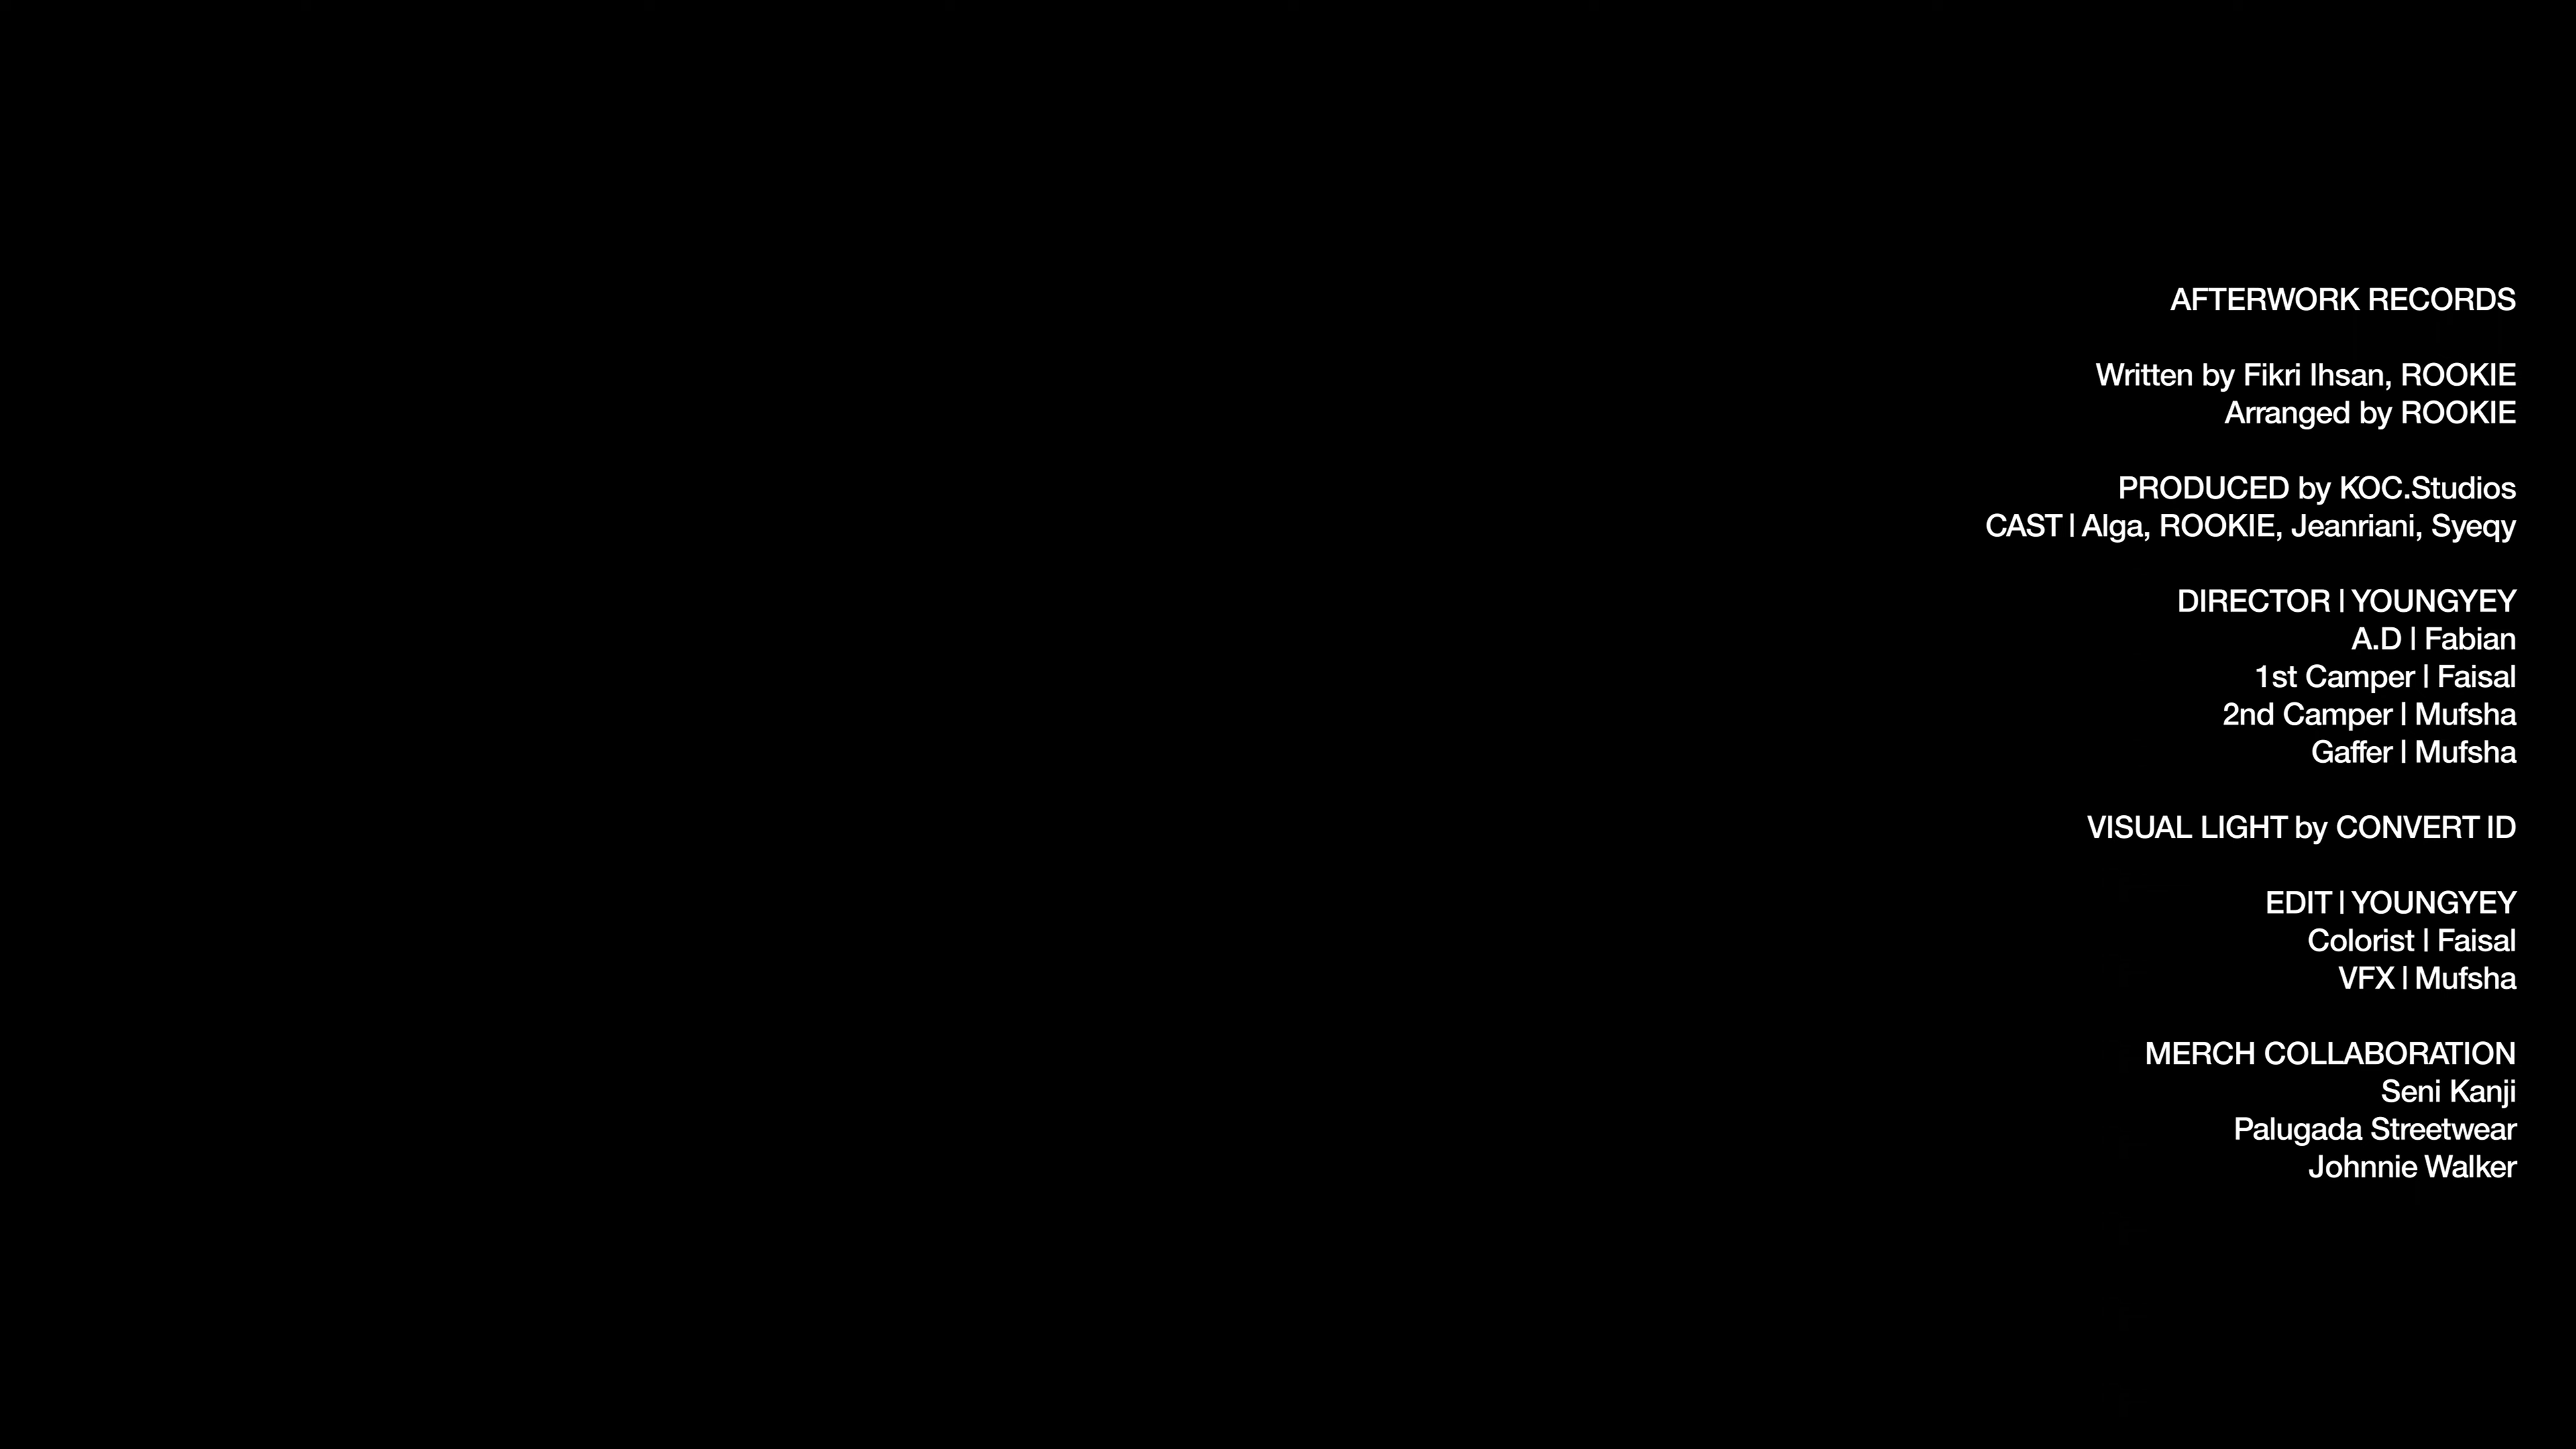 AFTERWORK RECORDS
Written by Fikri Ihsan, ROOKIE
Arranged by ROOKIE
PRODUCED by KOC.Studios
CAST | Alga, ROOKIE, Jeanriani, Syeqy
DIRECTOR | YOUNGYEY
A.D | Fabian
1st Camper | Faisal
2nd Camper | Mufsha
Gaffer | Mufsha
VISUAL LIGHT by CONVERT ID
EDIT | YOUNGYEY
Colorist | Faisal
VFX | Mufsha
MERCH COLLABORATION
Seni Kanji
Palugada Streetwear
Johnnie Walker